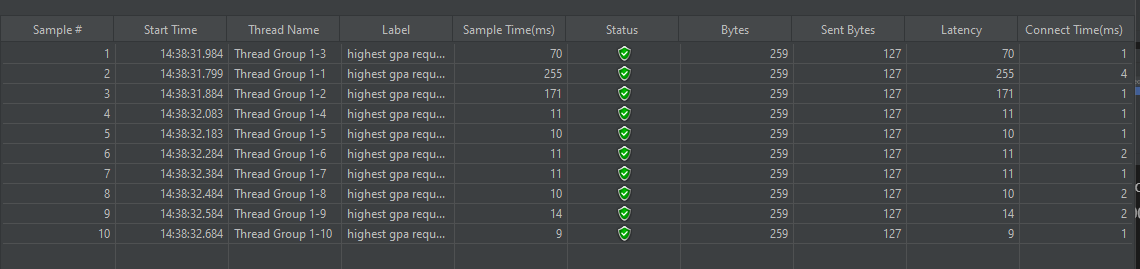 Sample # Start Time Thread Name Label Sample Time(ms) Status Bytes Sent Bytes Latency Connect Time(ms)
1 14:38:31.984 Thread Group 1-3 highest gpa requ... 70 259 127 70 1
2 14:38:31.799 Thread Group 1-1 highest gpa requ... 255 259 127 255 4
3 14:38:31.884 Thread Group 1-2 highest gpa requ... 171 259 127 171 1
4 14:38:32.083 Thread Group 1-4 highest gpa requ... 11 259 127 11 1
5 14:38:32.183 Thread Group 1-5 highest gpa requ... 10 259 127 10 1
6 14:38:32.284 Thread Group 1-6 highest gpa requ... 11 259 127 11 2
7 14:38:32.384 Thread Group 1-7 highest gpa requ... 11 259 127 11 1
8 14:38:32.484 Thread Group 1-8 highest gpa requ... 10 259 127 10 2
9 14:38:32.584 Thread Group 1-9 highest gpa requ... 14 259 127 14 2
10 14:38:32.684 Thread Group 1-10 highest gpa requ... 9 259 127 9 1